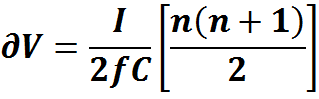 ∂V = I/2fC [n(n + 1)/2]